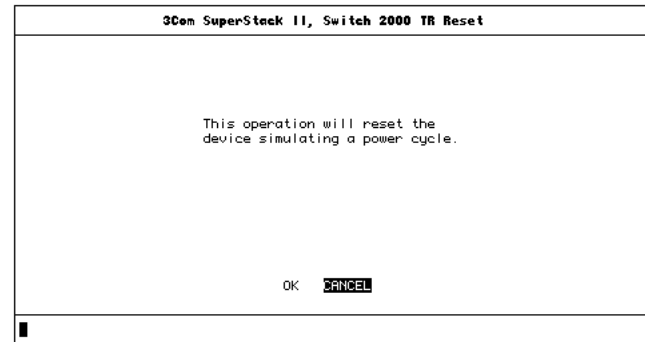 3Com SuperStack II, Switch 2000 TR Reset
This operation will reset the
device simulating a power cycle.
OK CANCEL